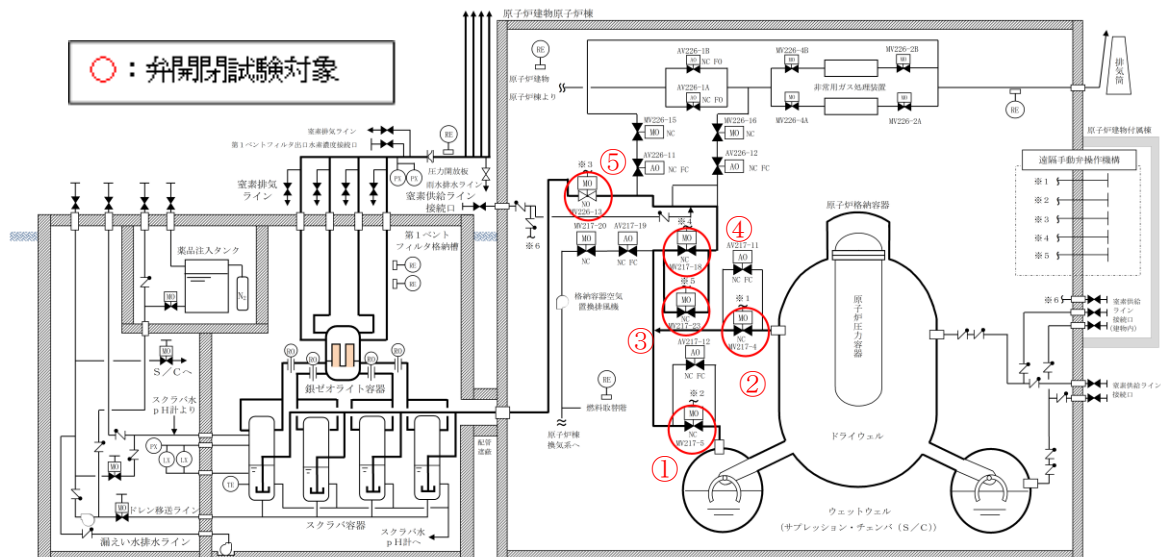 ○：弁開閉試験対象
原子炉建物原子炉棟
RE
原子炉建物
原子炉棟より
AV226-1B
AO
NC FO
AV226-1A
AO
NC FO
MV226-4B
MO
MV226-2B
MO
非常用ガス処理装置
MO
MV226-4A
MO
MV226-2A
RE
排気筒
MV226-15
MO
NC
MV226-16
MO
NC
AV226-11
AO
NC FC
AV226-12
AO
NC FC
原子炉建物付属棟
遠隔手動弁操作機構
※1
※2
※3
※4
※5
窒素排気ライン
第1ベントフィルタ出口水素濃度接続口
RE
圧力開放板
PX
PX
雨水排水ライン
窒素排気
ライン
窒素供給ライン
接続口
※6
⑤
※3
MO
NO
AV226-13
MV217-20
MO
NC
AV217-19
AO
NC FC
※4
MO
NC
MV217-18
④
AV217-11
AO
NC FC
※5
MO
NC
MV217-23
※1
MO
NC
MV217-4
③
②
AV217-12
AO
NC FC
※2
MO
NC
MV217-5
①
格納容器空気
置換排風機
RE
燃料取替階
原子炉棟
換気系へ
原子炉格納容器
原子炉圧力容器
ドライウェル
ウェットウェル
(サプレッション・チェンバ（S／C）)
※6
窒素供給
ライン
接続口
(建物内)
窒素供給ライン
接続口
第1ベント
フィルタ格納槽
RE
RE
薬品注入タンク
N₂
MO
MO
S／Cへ
スクラバ水
pH計より
RO
RO
RO
RO
銀ゼオライト容器
PX
LX
LX
TE
MO
MO
ドレン移送ライン
漏えい水排水ライン
スクラバ容器
スクラバ水
pH計へ
配管
遮蔽